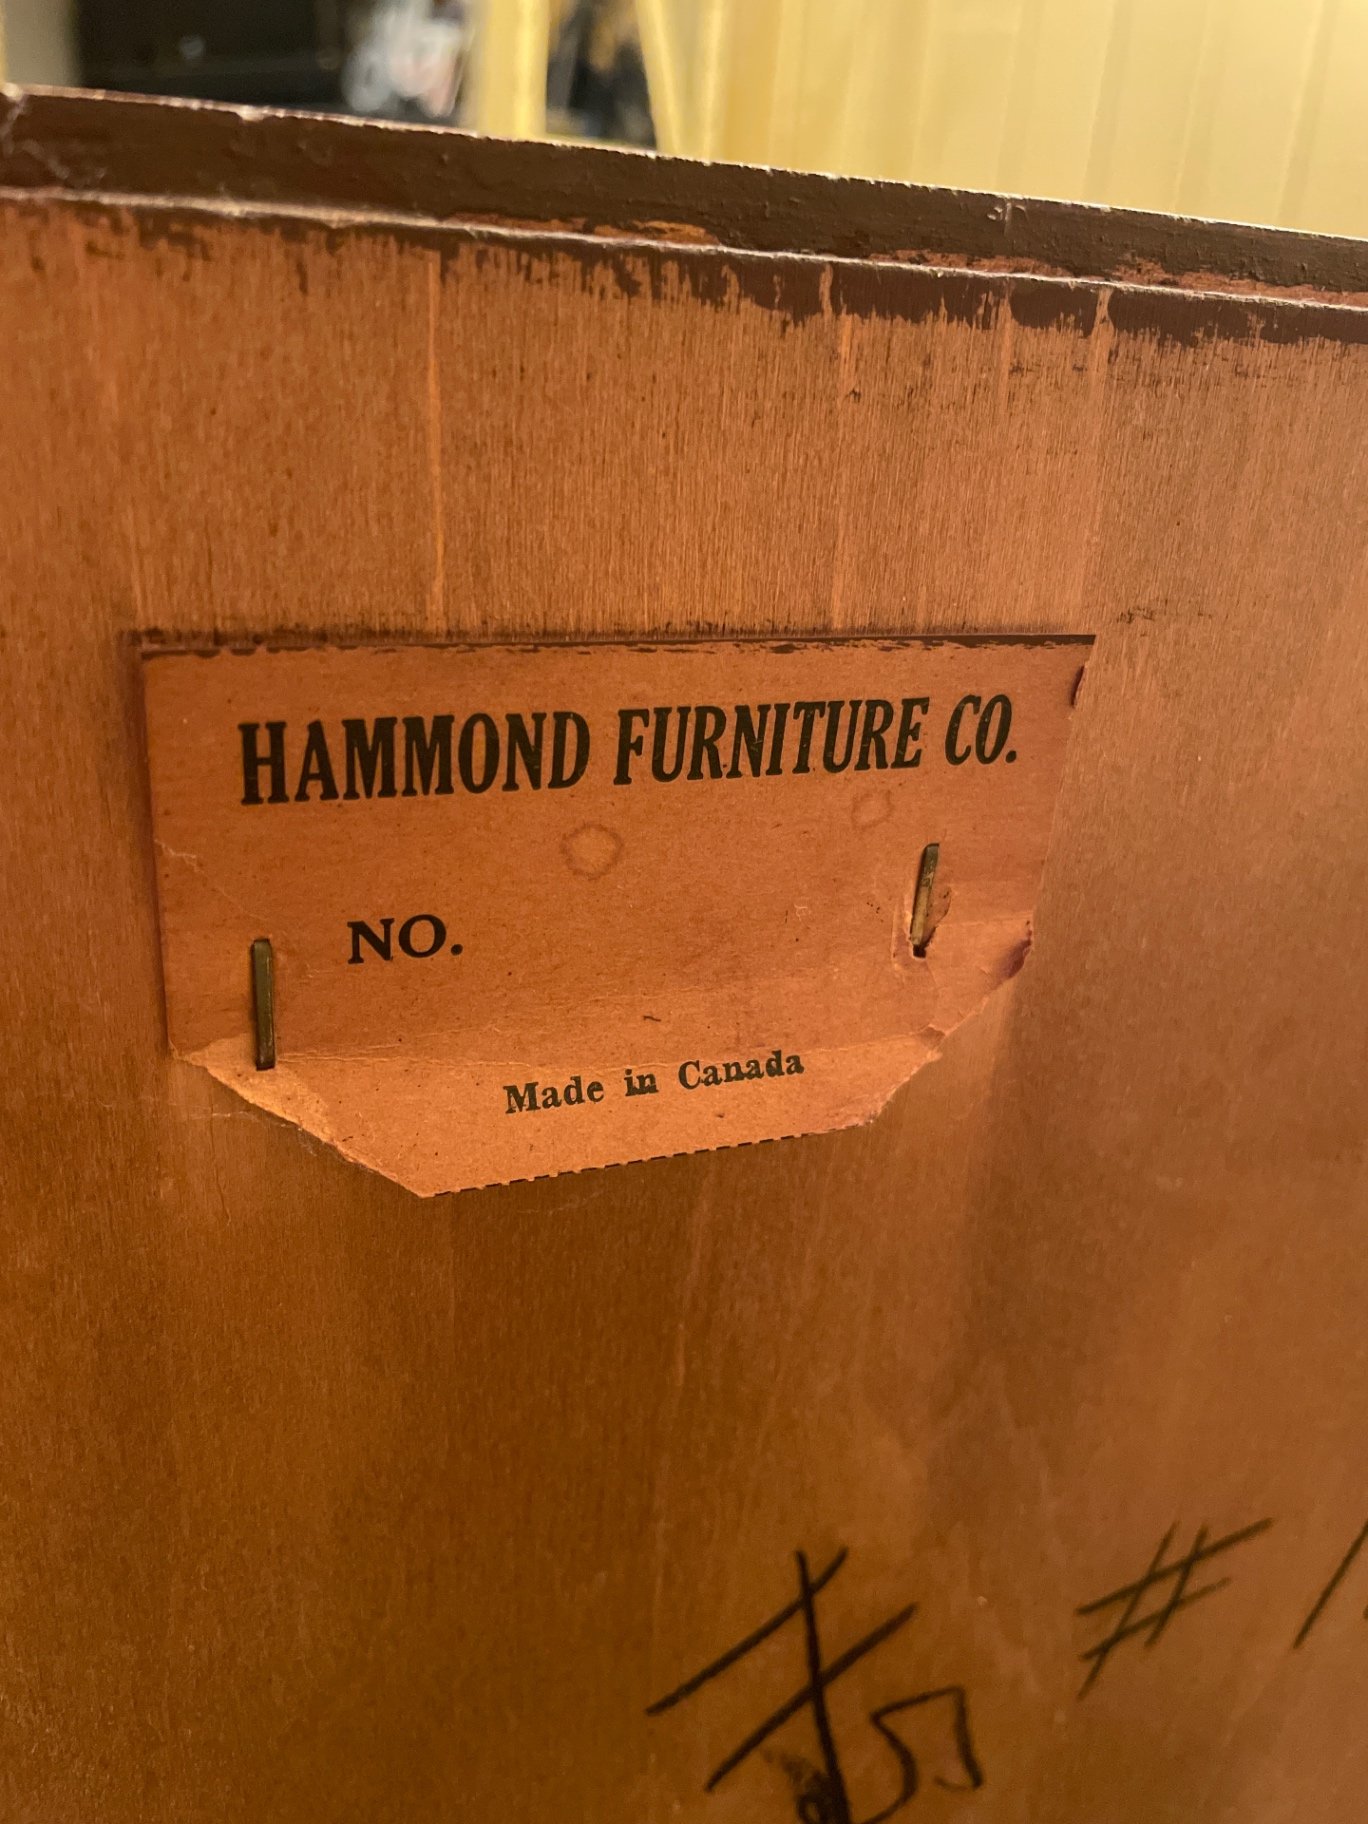 HAMMOND FURNITURE CO.
NO.
Made in Canada
#